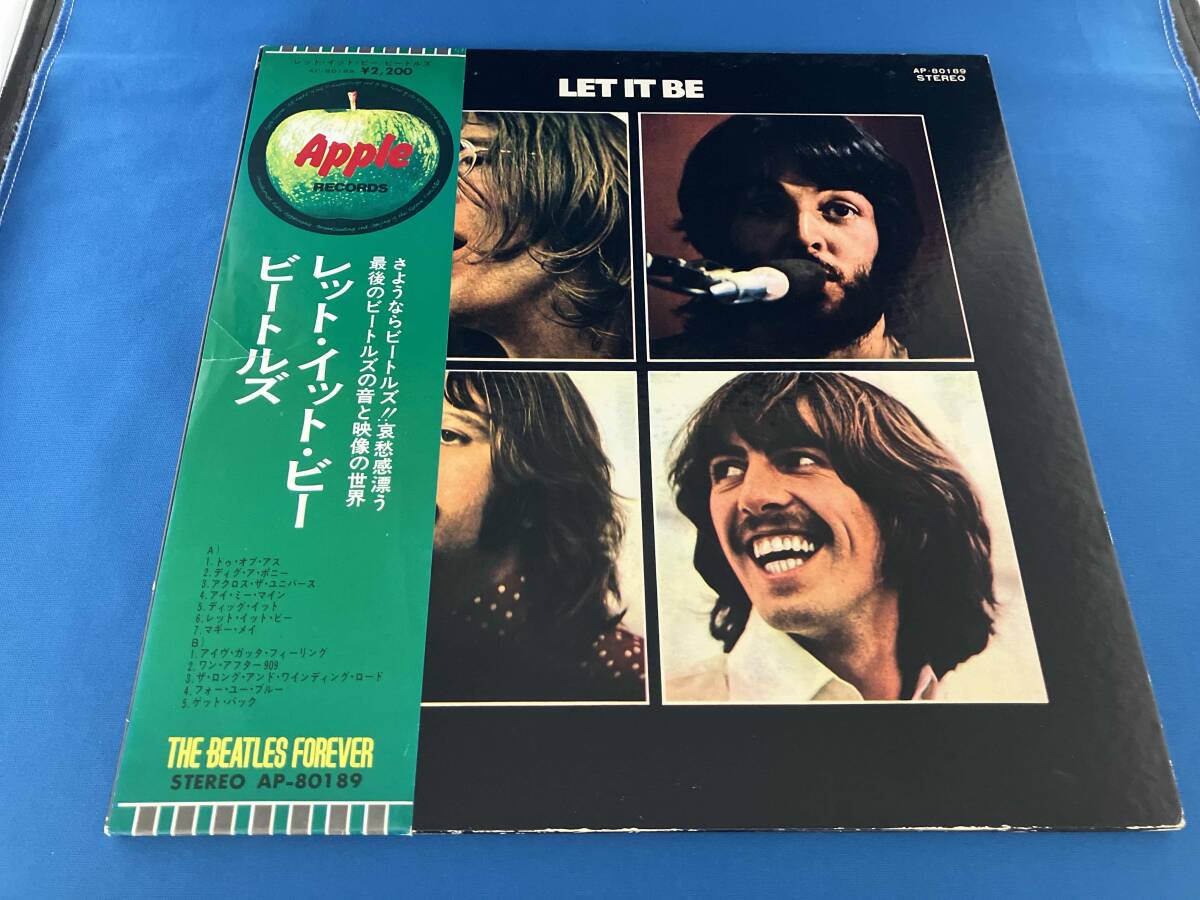 レット・イット・ビー ビートルズ
AP-80189 ¥2,200
Apple
RECORDS
さようならビートルズ!!哀愁感漂う
最後のビートルズの音と映像の世界
レット・イット・ビー
ビートルズ
A)
1.トゥ・オブ・アス
2.ディグ・ア・ポニー
3.アクロス・ザ・ユニバース
4.アイ・ミー・マイン
5.ディッグ・イット
6.レット・イット・ビー
7.マギー・メイ
B)
1.アイヴ・ガッタ・フィーリング
2.ワン・アフター909
3.ザ・ロング・アンド・ワインディング・ロード
4.フォー・ユー・ブルー
5.ゲット・バック
THE BEATLES FOREVER
STEREO AP-80189
LET IT BE
AP-80189
STEREO